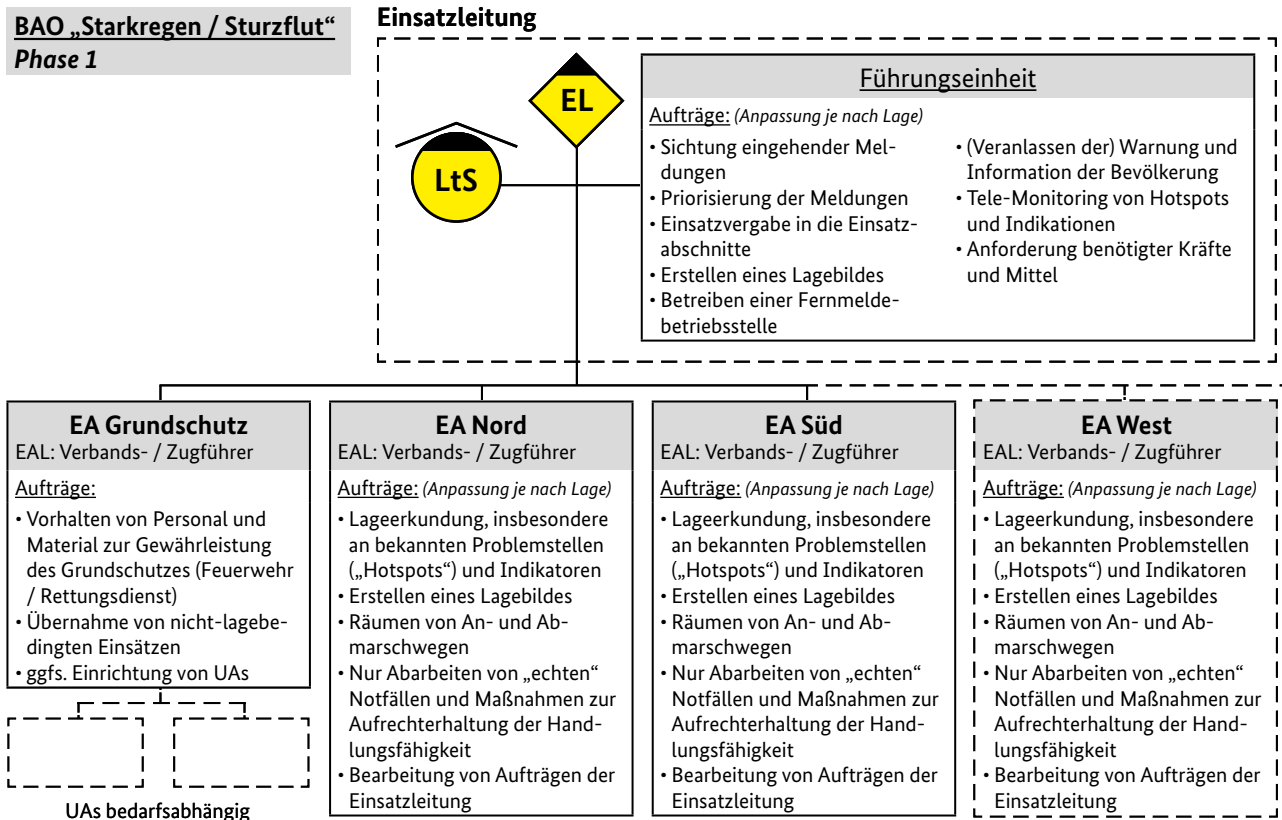 BAO „Starkregen / Sturzflut“
Phase 1
Einsatzleitung
EL
LtS
Führungseinheit
Aufträge: (Anpassung je nach Lage)
• Sichtung eingehender Mel-
dungen
• Priorisierung der Meldungen
• Einsatzvergabe in die Einsatz-
abschnitte
• Erstellen eines Lagebildes
• Betreiben einer Fernmelde-
betriebsstelle
• (Veranlassen der) Warnung und
Information der Bevölkerung
• Tele-Monitoring von Hotspots
und Indikationen
• Anforderung benötigter Kräfte
und Mittel
EA Grundschutz
EAL: Verbands- / Zugführer
Aufträge:
• Vorhalten von Personal und
Material zur Gewährleistung
des Grundschutzes (Feuerwehr
/ Rettungsdienst)
• Übernahme von nicht-lagebe-
dingten Einsätzen
• ggfs. Einrichtung von UAs
UAs bedarfsabhängig
EA Nord
EAL: Verbands- / Zugführer
Aufträge: (Anpassung je nach Lage)
• Lageerkundung, insbesondere
an bekannten Problemstellen
(„Hotspots“) und Indikatoren
• Erstellen eines Lagebildes
• Räumen von An- und Ab-
marschwegen
• Nur Abarbeiten von „echten“
Notfällen und Maßnahmen zur
Aufrechterhaltung der Hand-
lungsfähigkeit
• Bearbeitung von Aufträgen der
Einsatzleitung
EA Süd
EAL: Verbands- / Zugführer
Aufträge: (Anpassung je nach Lage)
• Lageerkundung, insbesondere
an bekannten Problemstellen
(„Hotspots“) und Indikatoren
• Erstellen eines Lagebildes
• Räumen von An- und Ab-
marschwegen
• Nur Abarbeiten von „echten“
Notfällen und Maßnahmen zur
Aufrechterhaltung der Hand-
lungsfähigkeit
• Bearbeitung von Aufträgen der
Einsatzleitung
EA West
EAL: Verbands- / Zugführer
Aufträge: (Anpassung je nach Lage)
• Lageerkundung, insbesondere
an bekannten Problemstellen
(„Hotspots“) und Indikatoren
• Erstellen eines Lagebildes
• Räumen von An- und Ab-
marschwegen
• Nur Abarbeiten von „echten“
Notfällen und Maßnahmen zur
Aufrechterhaltung der Hand-
lungsfähigkeit
• Bearbeitung von Aufträgen der
Einsatzleitung